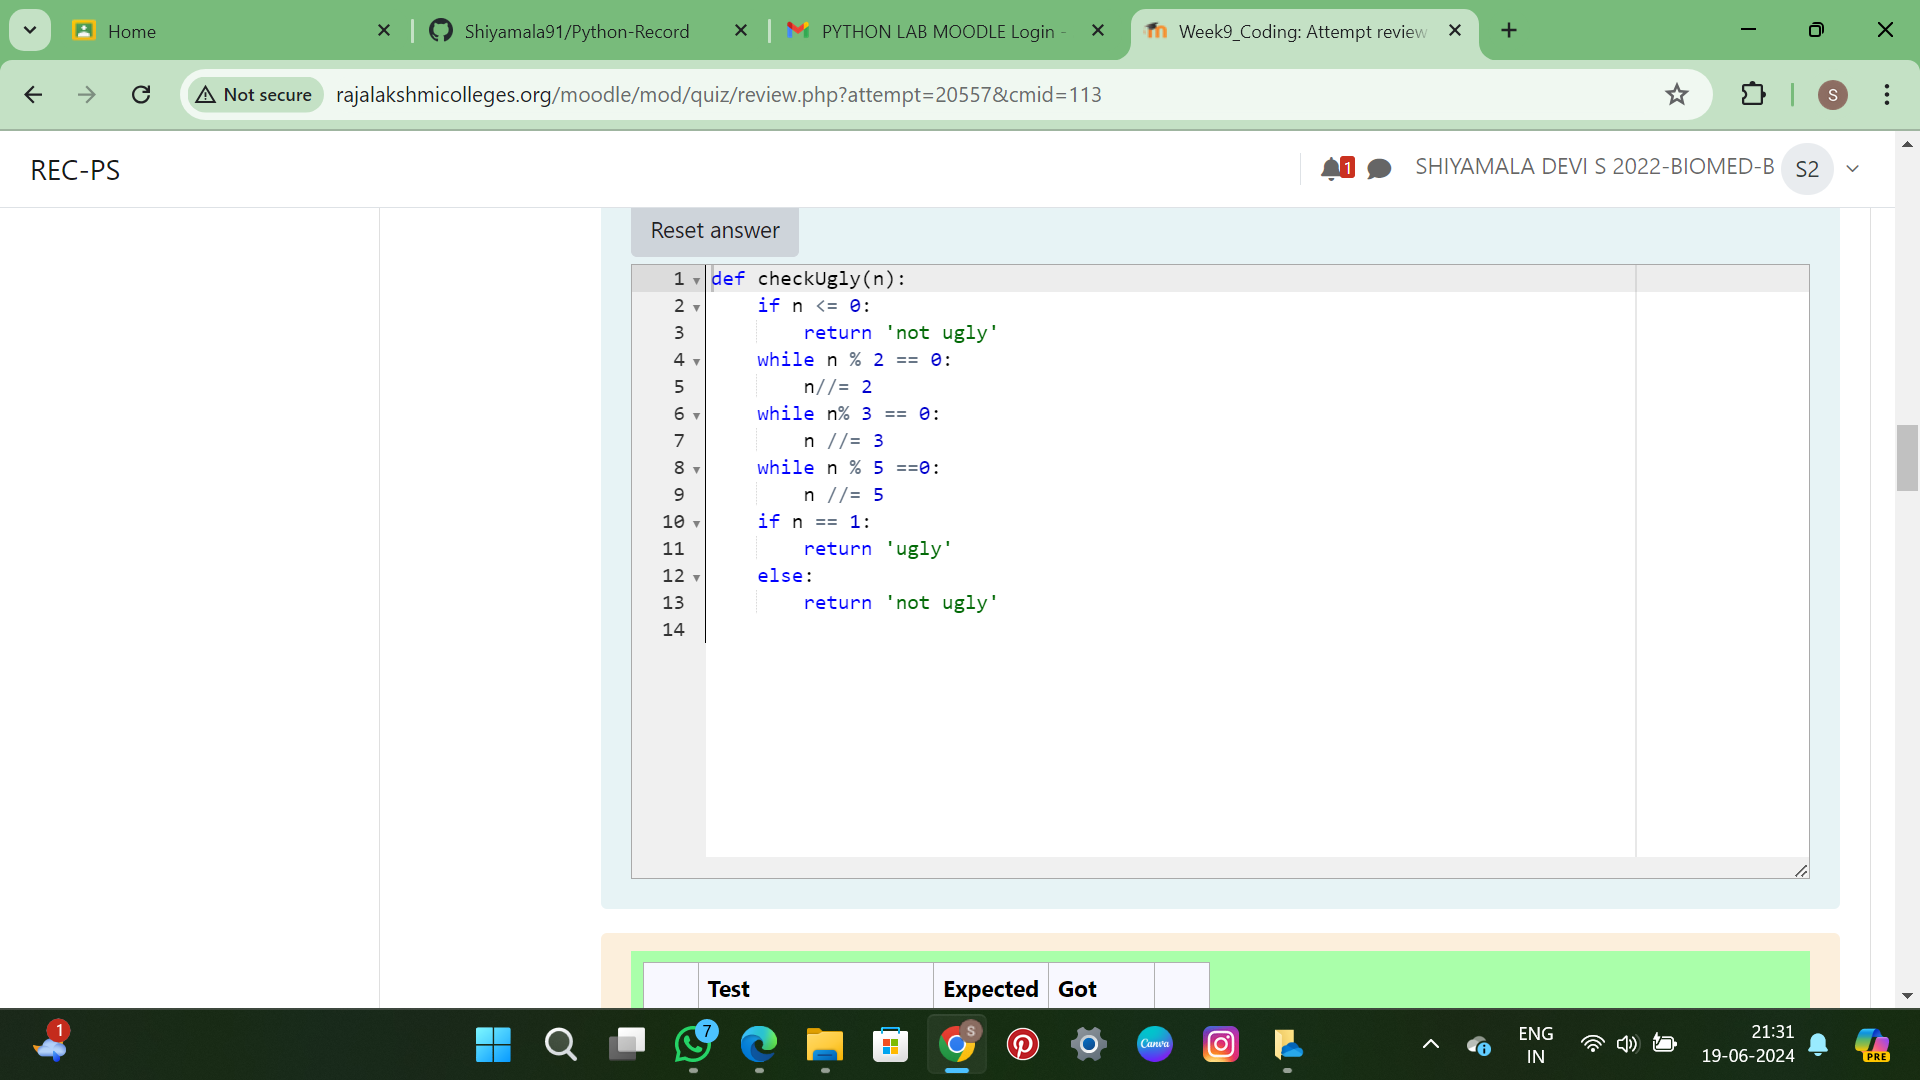 Home
Shiyamala91/Python-Record
PYTHON LAB MOODLE Login -
Week9_Coding: Attempt review
Not secure
rajalakshmicolleges.org/moodle/mod/quiz/review.php?attempt=20557&cmid=113
S
REC-PS
1
SHIYAMALA DEVI S 2022-BIOMED-B
S2
Reset answer
1 def checkUgly(n):
2 if n <= 0:
3 return 'not ugly'
4 while n % 2 == 0:
5 n//= 2
6 while n% 3 == 0:
7 n //= 3
8 while n % 5 ==0:
9 n //= 5
10 if n == 1:
11 return 'ugly'
12 else:
13 return 'not ugly'
14
Test Expected Got
1
7
S
Canva
ENG
IN
21:31
19-06-2024
PRE